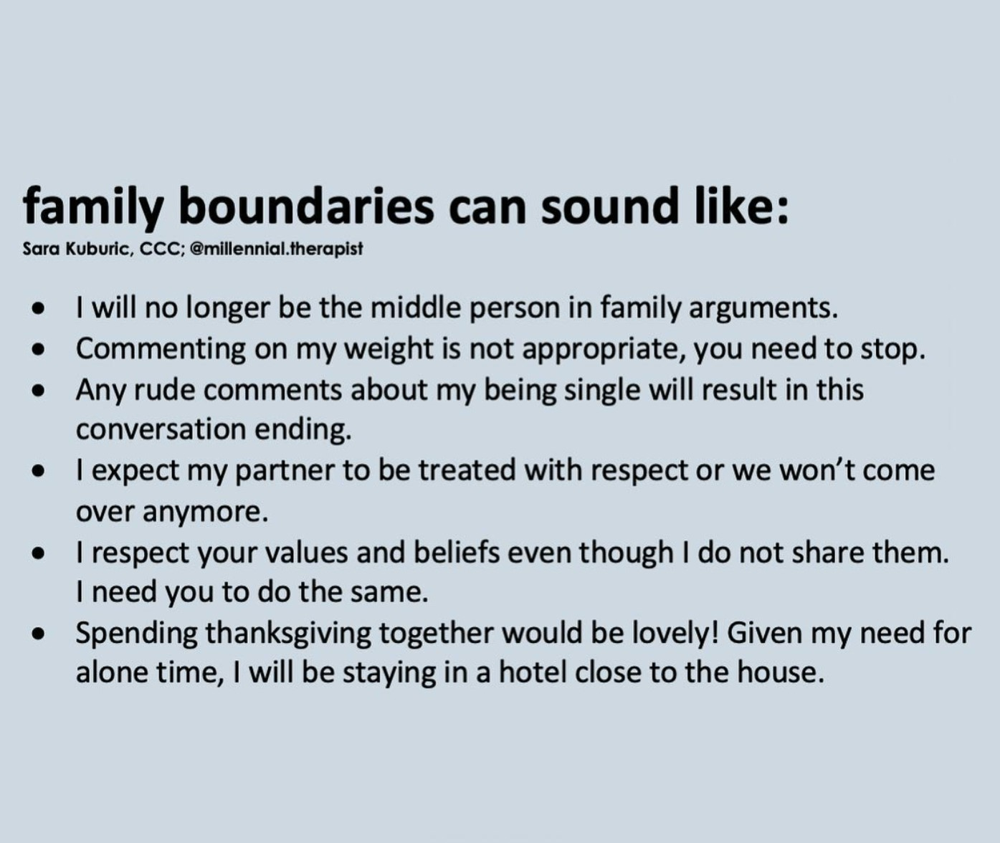 family boundaries can sound like:
Sara Kuburic, CCC; @millennial.therapist
• I will no longer be the middle person in family arguments.
• Commenting on my weight is not appropriate, you need to stop.
• Any rude comments about my being single will result in this
conversation ending.
• I expect my partner to be treated with respect or we won’t come
over anymore.
• I respect your values and beliefs even though I do not share them.
I need you to do the same.
• Spending thanksgiving together would be lovely! Given my need for
alone time, I will be staying in a hotel close to the house.